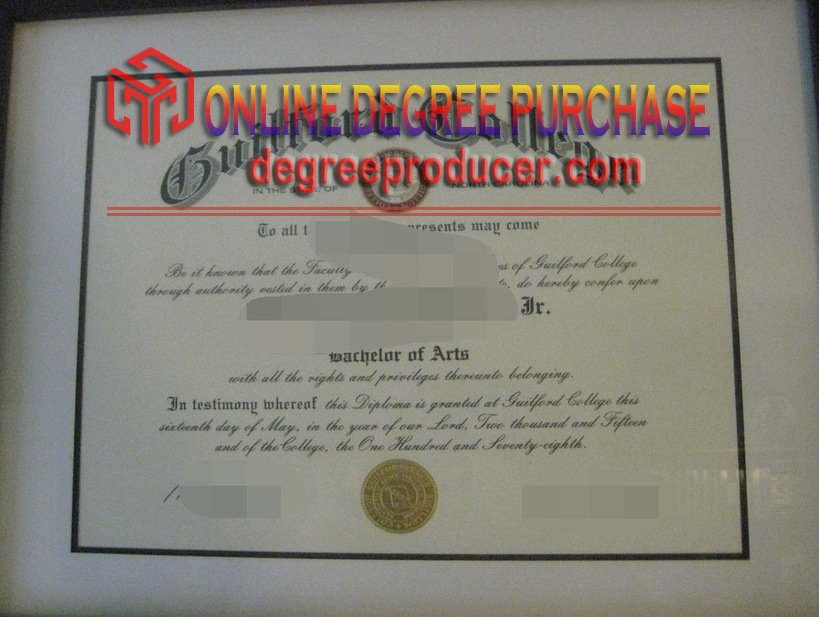 ONLINE DEGREE PURCHASE
degreeproducer.com
Guilford College
IN THE STATE OF NORTH CAROLINA
To all presents may come
Be it known that the Faculty of Guilford College
through authority vested in them by do hereby confer upon
Jr.
Bachelor of Arts
with all the rights and privileges thereunto belonging.
In testimony whereof this Diploma is granted at Guilford College this
sixteenth day of May, in the year of our Lord, Two thousand and Fifteen
and of the College, the One Hundred and Seventy-eighth.